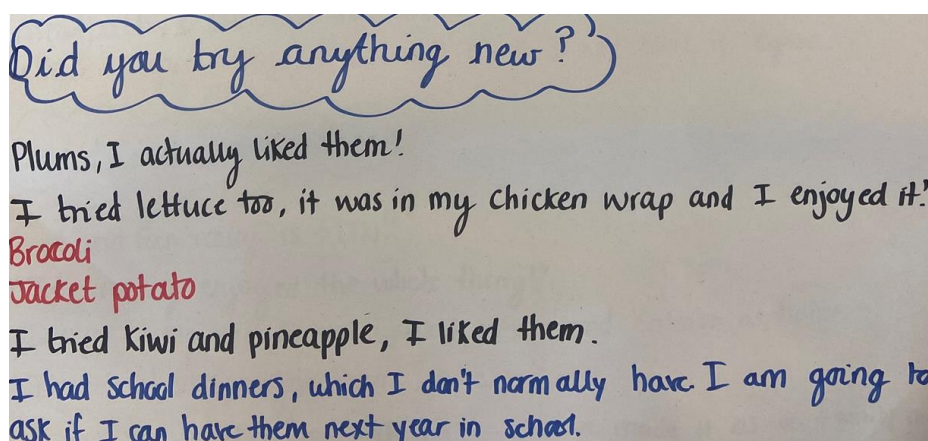 Did you try anything new?
Plums, I actually liked them!
I tried lettuce too, it was in my chicken wrap and I enjoyed it!
Brocoli
Jacket potato
I tried kiwi and pineapple, I liked them.
I had school dinners, which I don't normally have. I am going to
ask if I can have them next year in school.